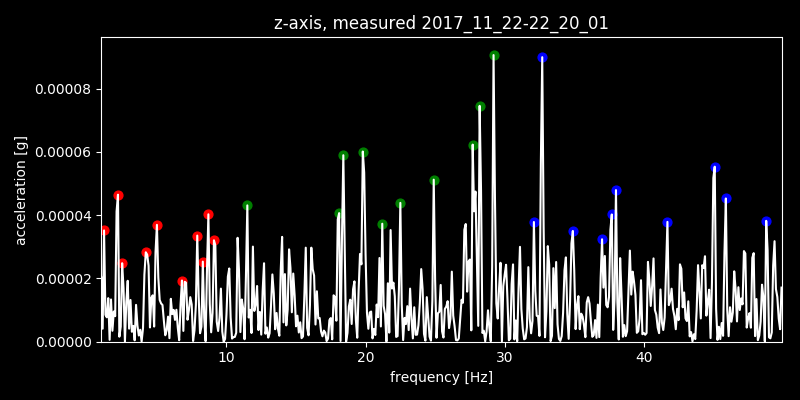 z-axis, measured 2017_11_22-22_20_01
0.00008
0.00006
0.00004
0.00002
0.00000
acceleration [g]
10 20 30 40
frequency [Hz]